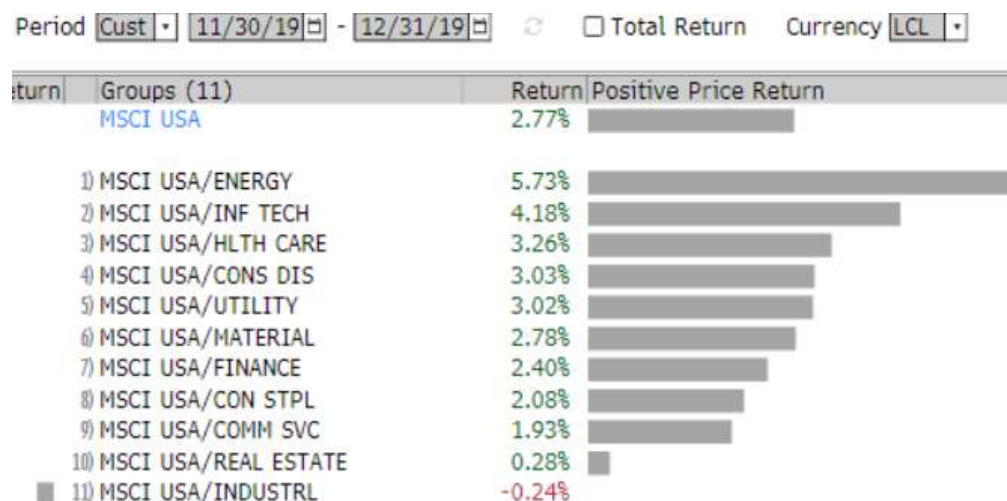 Period Cust 11/30/19 - 12/31/19 Total Return Currency LCL
eturn Groups (11) Return Positive Price Return
MSCI USA 2.77%
1) MSCI USA/ENERGY 5.73%
2) MSCI USA/INF TECH 4.18%
3) MSCI USA/HLTH CARE 3.26%
4) MSCI USA/CONS DIS 3.03%
5) MSCI USA/UTILITY 3.02%
6) MSCI USA/MATERIAL 2.78%
7) MSCI USA/FINANCE 2.40%
8) MSCI USA/CON STPL 2.08%
9) MSCI USA/COMM SVC 1.93%
10) MSCI USA/REAL ESTATE 0.28%
11) MSCI USA/INDUSTRL -0.24%